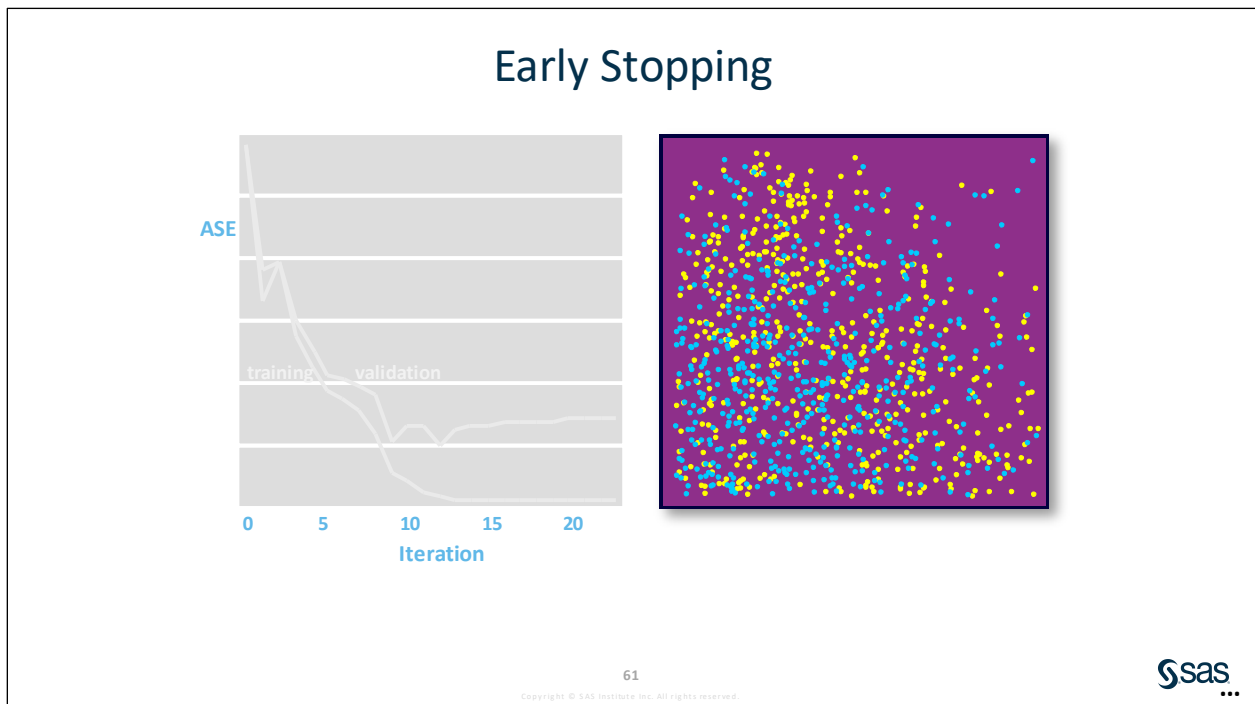 Early Stopping
ASE
training validation
0 5 10 15 20
Iteration
61
Copyright © SAS Institute Inc. All rights reserved.
sas
...